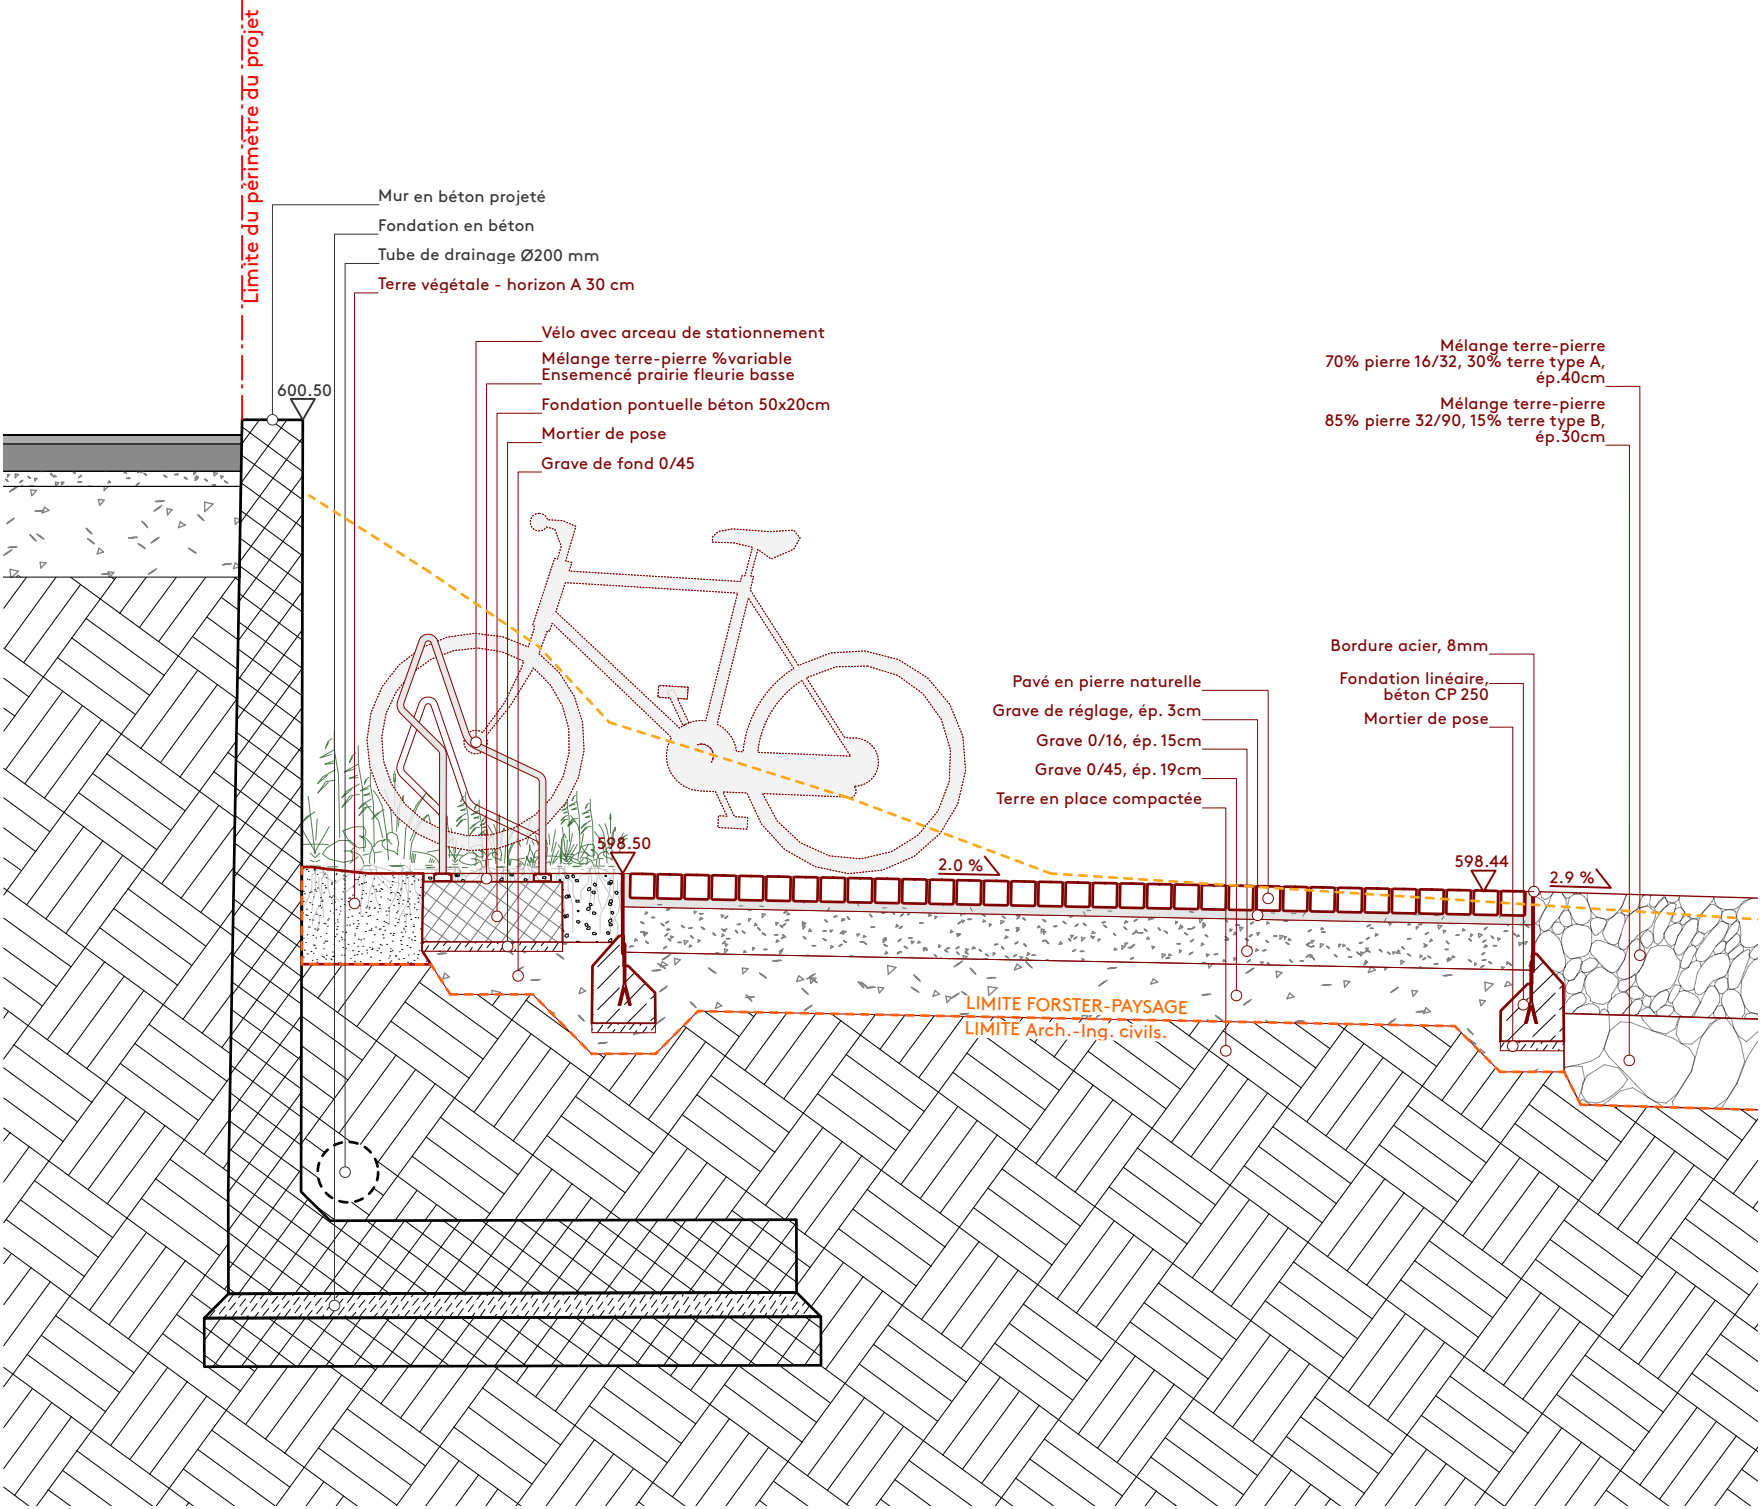 Limite du périmètre du projet
Mur en béton projeté
Fondation en béton
Tube de drainage Ø200 mm
Terre végétale - horizon A 30 cm
Vélo avec arceau de stationnement
Mélange terre-pierre %variable
Ensemencé prairie fleurie basse
Fondation pontuelle béton 50x20cm
Mortier de pose
Grave de fond 0/45
600.50
Mélange terre-pierre
70% pierre 16/32, 30% terre type A,
ép.40cm
Mélange terre-pierre
85% pierre 32/90, 15% terre type B,
ép.30cm
Bordure acier, 8mm
Fondation linéaire,
béton CP 250
Mortier de pose
Pavé en pierre naturelle
Grave de réglage, ép. 3cm
Grave 0/16, ép. 15cm
Grave 0/45, ép. 19cm
Terre en place compactée
598.50
2.0 %
598.44
2.9 %
LIMITE FORSTER-PAYSAGE
LIMITE Arch.-Ing. civils.